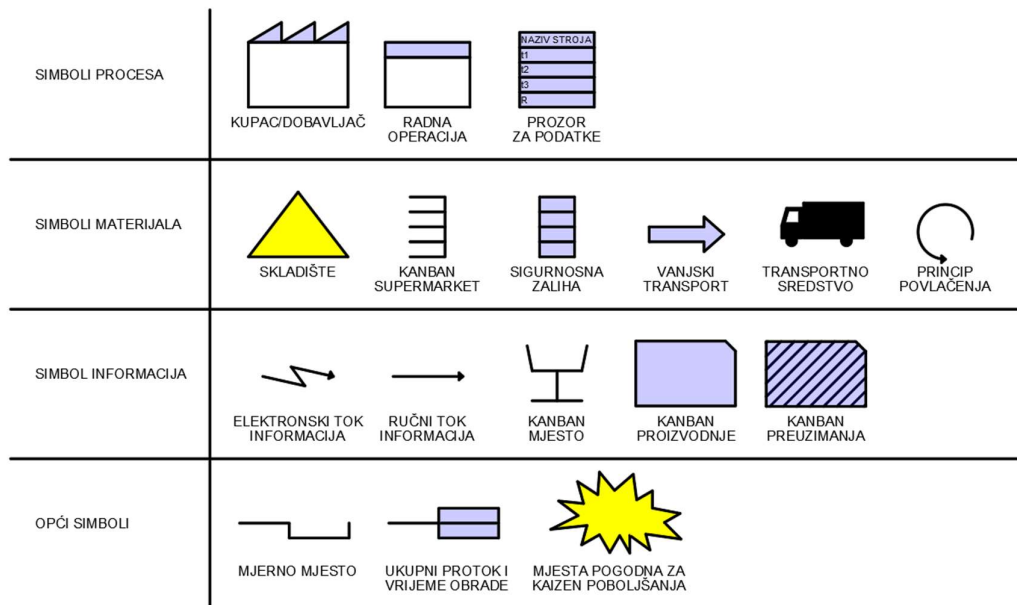 SIMBOLI PROCESA
NAZIV STROJA
t1
t2
t3
R
KUPAC/DOBAVLJAČ
RADNA
OPERACIJA
PROZOR
ZA PODATKE
SIMBOLI MATERIJALA
SKLADIŠTE
KANBAN
SUPERMARKET
SIGURNOSNA
ZALIHA
VANJSKI
TRANSPORT
TRANSPORTNO
SREDSTVO
PRINCIP
POVLAČENJA
SIMBOL INFORMACIJA
ELEKTRONSKI TOK
INFORMACIJA
RUČNI TOK
INFORMACIJA
KANBAN
MJESTO
KANBAN
PROIZVODNJE
KANBAN
PREUZIMANJA
OPĆI SIMBOLI
MJERNO MJESTO
UKUPNI PROTOK I
VRIJEME OBRADE
MJESTA POGODNA ZA
KAIZEN POBOLJŠANJA